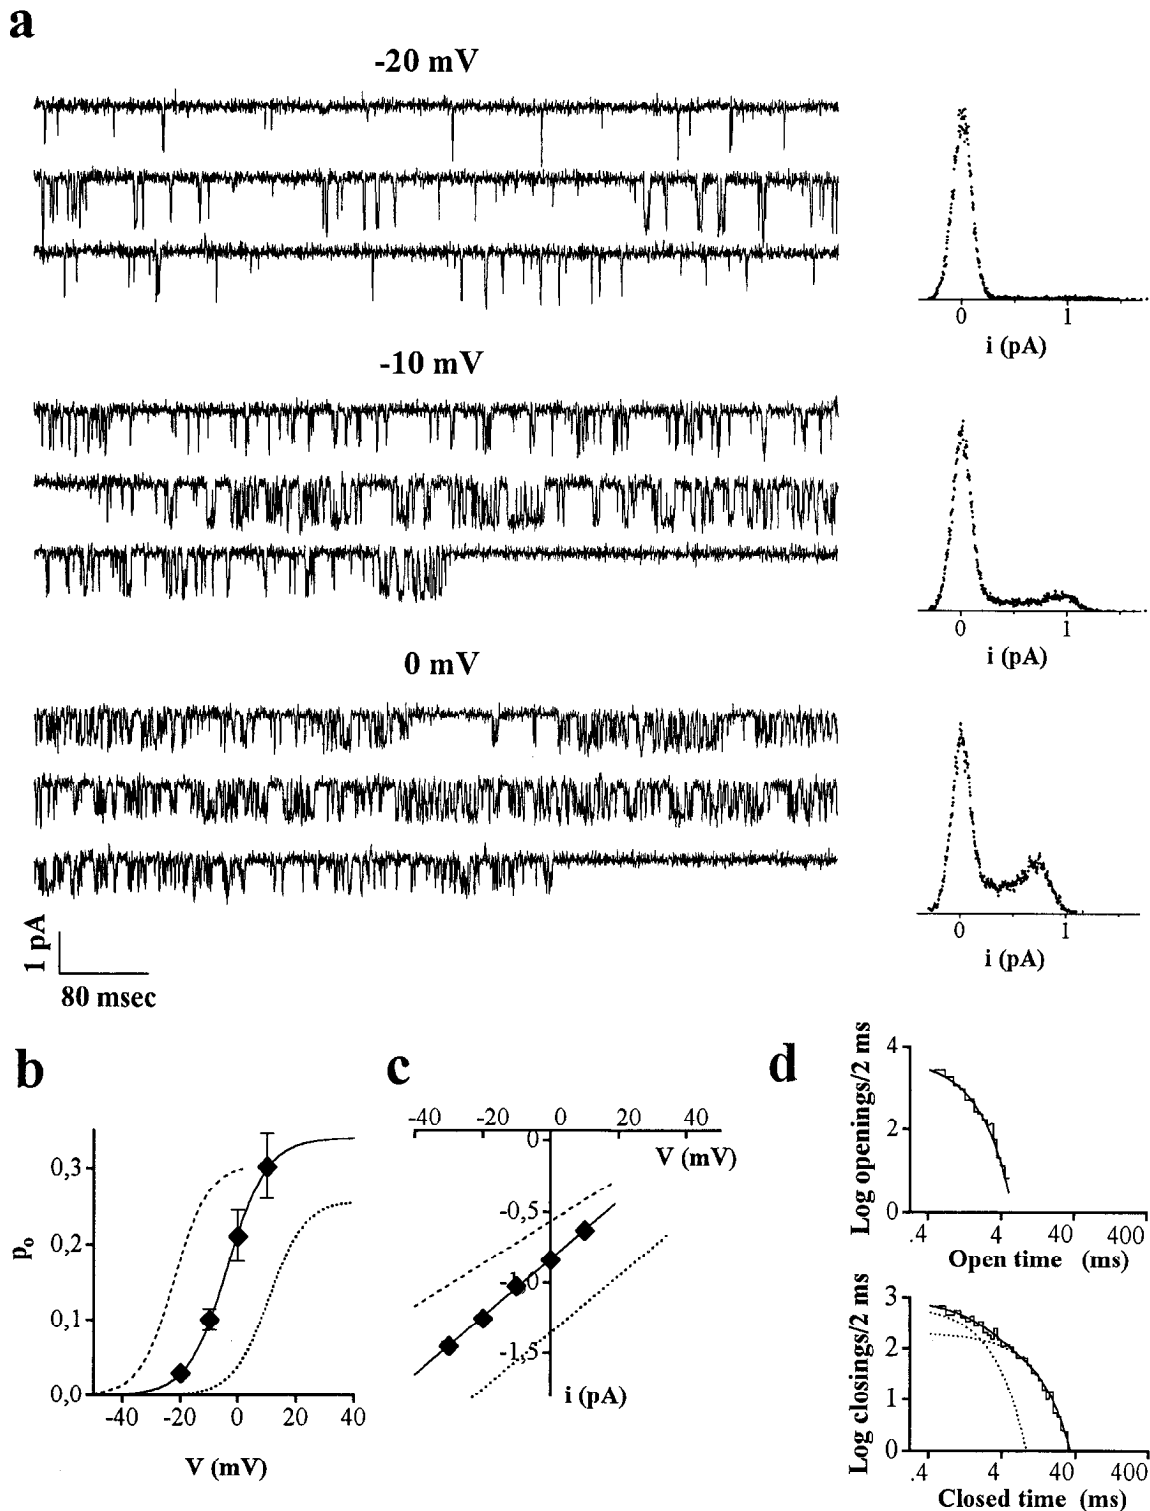 a
-20 mV
0 1
i (pA)
-10 mV
0 1
i (pA)
0 mV
0 1
i (pA)
1 pA
80 msec
b
0,3
0,2
0,1
0,0
po
-40 -20 0 20 40
V (mV)
c
-40 -20 0 20 40
V (mV)
0
-0,5
-1,0
-1,5
i (pA)
d
Log openings/2 ms
4
2
0
.4 4 40 400
Open time (ms)
Log closings/2 ms
3
2
1
0
.4 4 40 400
Closed time (ms)